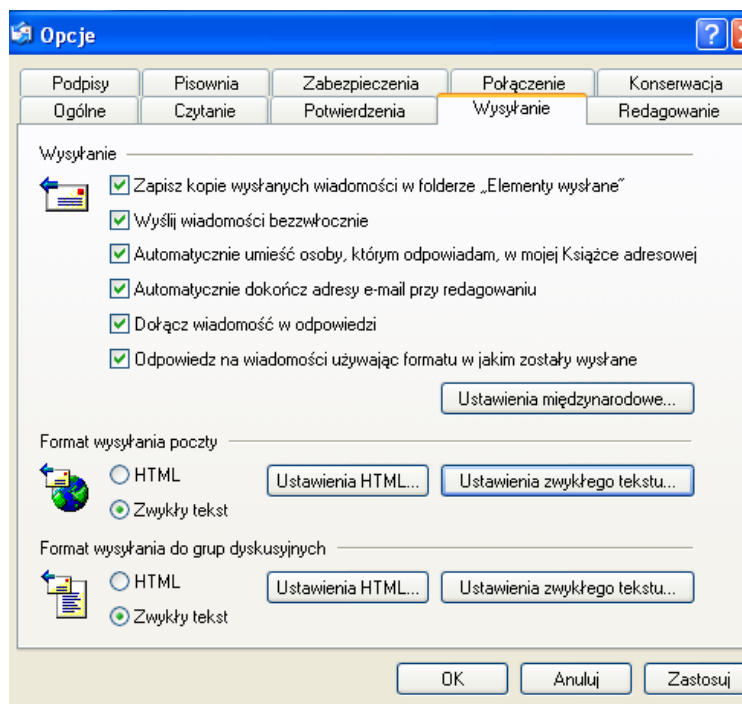 Opcje
Podpisy Pisownia Zabezpieczenia Połączenie Konserwacja
Ogólne Czytanie Potwierdzenia Wysyłanie Redagowanie
Wysyłanie
Zapisz kopie wysłanych wiadomości w folderze „Elementy wysłane”
Wyślij wiadomości bezzwłocznie
Automatycznie umieść osoby, którym odpowiadam, w mojej Książce adresowej
Automatycznie dokończ adresy e-mail przy redagowaniu
Dołącz wiadomość w odpowiedzi
Odpowiedz na wiadomości używając formatu w jakim zostały wysłane
Ustawienia międzynarodowe...
Format wysyłania poczty
HTML Ustawienia HTML... Ustawienia zwykłego tekstu...
Zwykły tekst
Format wysyłania do grup dyskusyjnych
HTML Ustawienia HTML... Ustawienia zwykłego tekstu...
Zwykły tekst
OK Anuluj Zastosuj